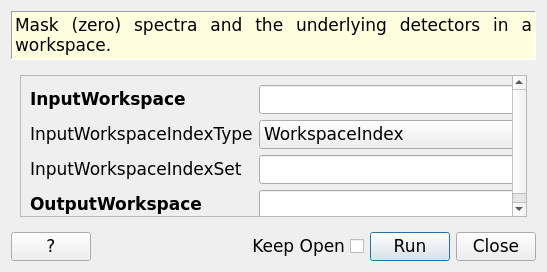 Mask (zero) spectra and the underlying detectors in a
workspace.
InputWorkspace
InputWorkspaceIndexType WorkspaceIndex
InputWorkspaceIndexSet
OutputWorkspace
? Keep Open Run Close